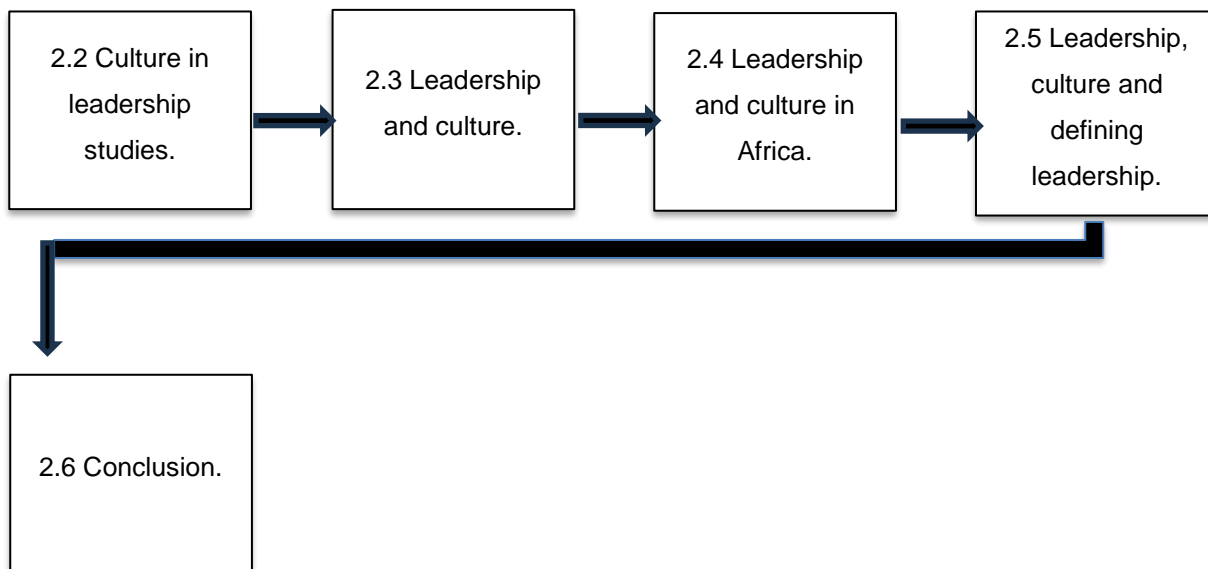 2.2 Culture in
leadership
studies.
2.3 Leadership
and culture.
2.4 Leadership
and culture in
Africa.
2.5 Leadership,
culture and
defining
leadership.
2.6 Conclusion.